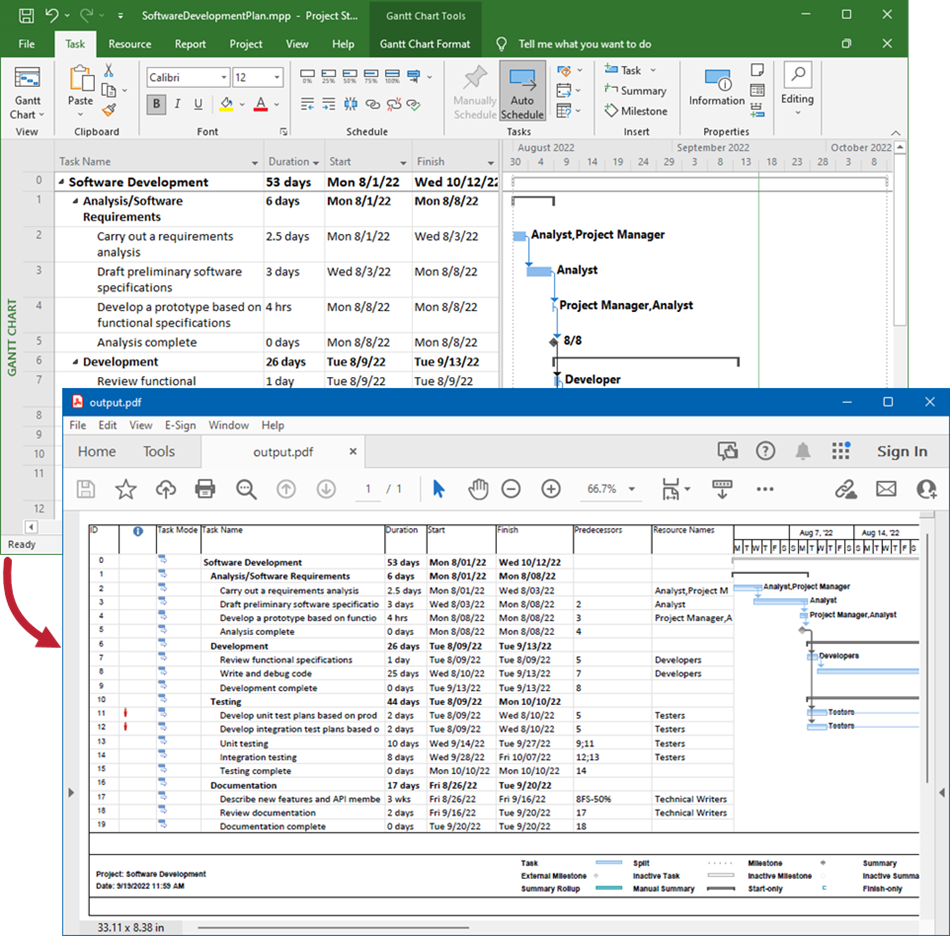 SoftwareDevelopmentPlan.mpp - Project St... Gantt Chart Tools
File Task Resource Report Project View Help Gantt Chart Format Tell me what you want to do
Calibri 12 Task
Gantt Chart Paste Manually Schedule Auto Schedule Summary Information Editing
B I U A Milestone
View Clipboard Font Schedule Tasks Insert Properties
August 2022 September 2022 October 2022
Task Name Duration Start Finish 30 4 9 14 19 24 29 3 8 13 18 23 28 3 8
0 Software Development 53 days Mon 8/1/22 Wed 10/12/22
1 Analysis/Software Requirements 6 days Mon 8/1/22 Mon 8/8/22
2 Carry out a requirements analysis 2.5 days Mon 8/1/22 Wed 8/3/22 Analyst,Project Manager
3 Draft preliminary software specifications 3 days Wed 8/3/22 Mon 8/8/22 Analyst
4 Develop a prototype based on functional specifications 4 hrs Mon 8/8/22 Mon 8/8/22 Project Manager,Analyst
5 Analysis complete 0 days Mon 8/8/22 Mon 8/8/22 8/8
6 Development 26 days Tue 8/9/22 Tue 9/13/22
7 Review functional 1 day Tue 8/9/22 Tue 8/9/22 Developer
8
9
10
11
12
GANTT CHART
Ready
output.pdf
File Edit View E-Sign Window Help
Home Tools output.pdf × Sign In
1 / 1 66.7%
ID Task Mode Task Name Duration Start Finish Predecessors Resource Names Aug 7, '22 Aug 14, '22
M T W T F S S M T W T F S S M T W T F S
0 Software Development 53 days Mon 8/01/22 Wed 10/12/22
1 Analysis/Software Requirements 6 days Mon 8/01/22 Mon 8/08/22
2 Carry out a requirements analysis 2.5 days Mon 8/01/22 Wed 8/03/22 Analyst,Project M Analyst,Project Manager
3 Draft preliminary software specificatio 3 days Wed 8/03/22 Mon 8/08/22 2 Analyst Analyst
4 Develop a prototype based on functio 4 hrs Mon 8/08/22 Mon 8/08/22 3 Project Manager,A Project Manager,Analyst
5 Analysis complete 0 days Mon 8/08/22 Mon 8/08/22 4
6 Development 26 days Tue 8/09/22 Tue 9/13/22
7 Review functional specifications 1 day Tue 8/09/22 Tue 8/09/22 5 Developers Developers
8 Write and debug code 25 days Wed 8/10/22 Tue 9/13/22 7 Developers
9 Development complete 0 days Tue 9/13/22 Tue 9/13/22 8
10 Testing 44 days Tue 8/09/22 Mon 10/10/22
11 Develop unit test plans based on prod 2 days Tue 8/09/22 Wed 8/10/22 5 Testers Testers
12 Develop integration test plans based o 2 days Tue 8/09/22 Wed 8/10/22 5 Testers Testers
13 Unit testing 10 days Wed 9/14/22 Tue 9/27/22 9;11 Testers
14 Integration testing 8 days Wed 9/28/22 Fri 10/07/22 12;13 Testers
15 Testing complete 0 days Mon 10/10/22 Mon 10/10/22 14
16 Documentation 17 days Fri 8/26/22 Tue 9/20/22
17 Describe new features and API membe 3 wks Fri 8/26/22 Fri 9/16/22 8FS-50% Technical Writers
18 Review documentation 2 days Fri 9/16/22 Tue 9/20/22 17 Technical Writers
19 Documentation complete 0 days Tue 9/20/22 Tue 9/20/22 18
Task Split Milestone Summary
Project: Software Development External Milestone Inactive Task Inactive Milestone Inactive Summa
Date: 9/19/2022 11:59 AM Summary Rollup Manual Summary Start-only Finish-only
33.11 x 8.38 in